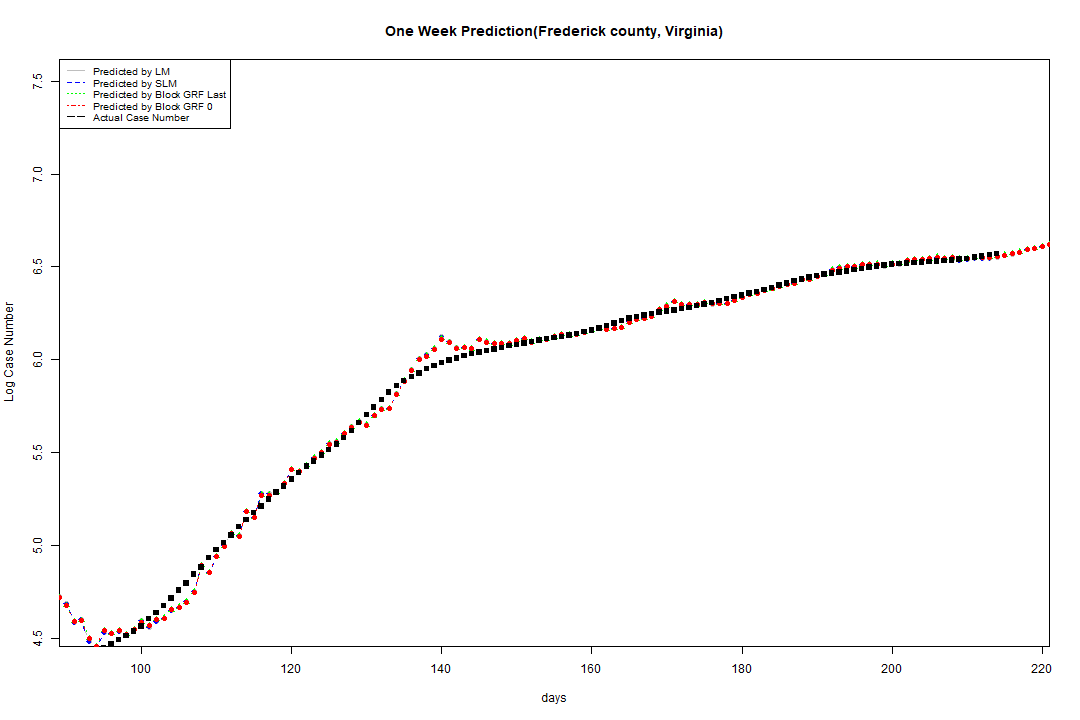 One Week Prediction(Frederick county, Virginia)
Predicted by LM
Predicted by SLM
Predicted by Block GRF Last
Predicted by Block GRF 0
Actual Case Number
7.5
7.0
6.5
6.0
5.5
5.0
4.5
Log Case Number
100 120 140 160 180 200 220
days